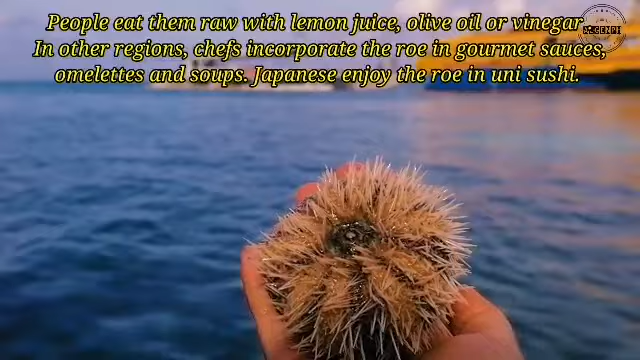 People eat them raw with lemon juice, olive oil or vinegar.
In other regions, chefs incorporate the roe in gourmet sauces,
omelettes and soups. Japanese enjoy the roe in uni sushi.